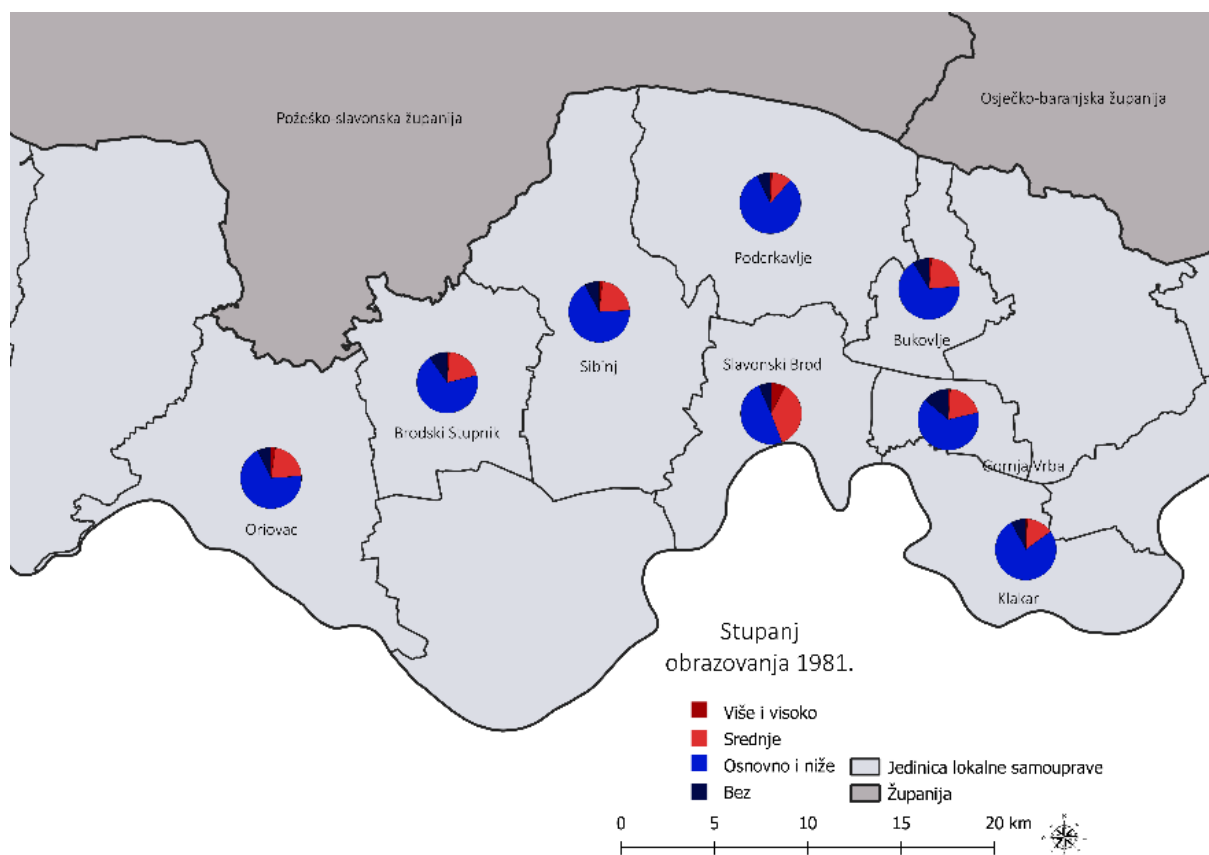 Požeško-slavonska županija
Osječko-baranjska županija
Podcrkavlje
Bukovlje
Sibinj
Slavonski Brod
Brodski Stupnik
Gornja Vrba
Oriovac
Klakar
Stupanj
obrazovanja 1981.
Više i visoko
Srednje
Osnovno i niže
Bez
Jedinica lokalne samouprave
Županija
0 5 10 15 20 km